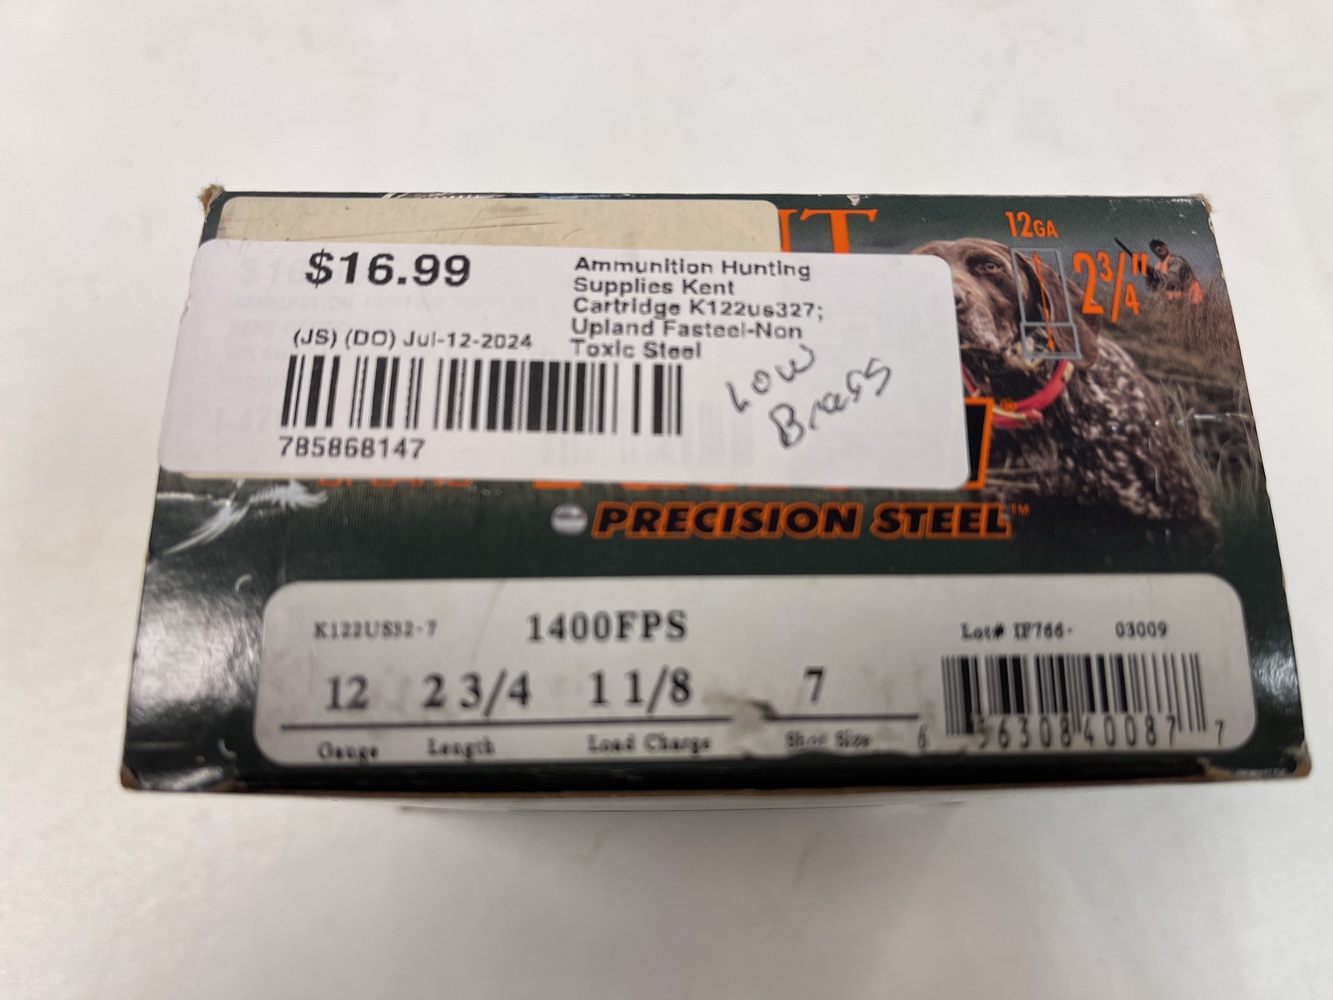 $16.99
Ammunition Hunting
Supplies Kent
Cartridge K122us327;
Upland Fasteel-Non
Toxic Steel
(JS) (DO) Jul-12-2024
785868147
Low
Brass
12GA
2 3/4"
PRECISION STEEL™
K122US32-7
1400FPS
Lot# IF766- 03009
12 2 3/4 1 1/8 7
Gauge Length Load Charge Shot Size
6 56308 40087 7